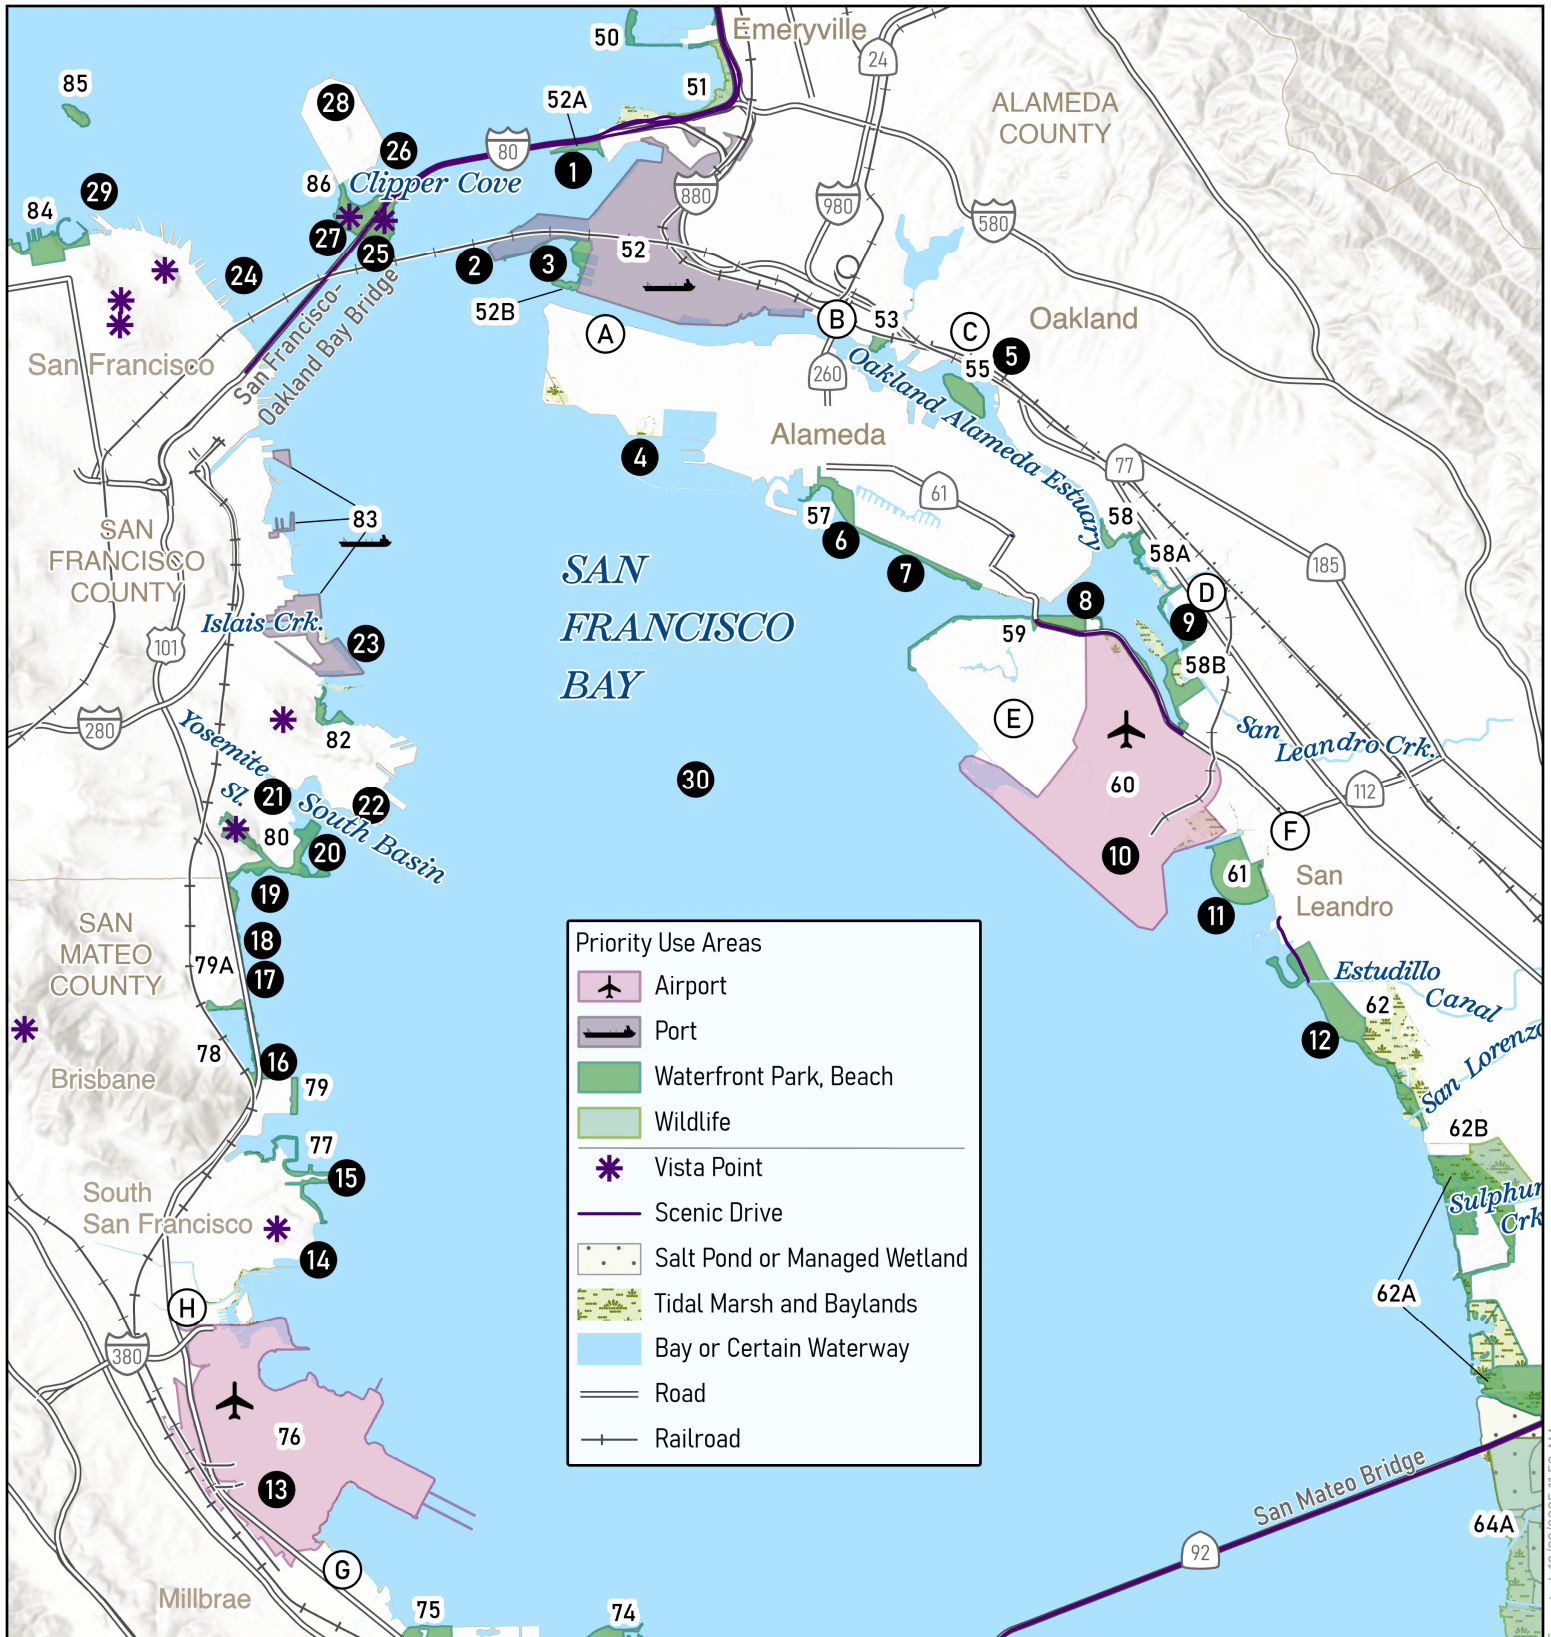 50
Emeryville
24
85
28
52A
51
ALAMEDA
COUNTY
80
26
1
86
Clipper Cove
880
980
580
29
84
27
25
52
2
3
24
52B
A
B
53
C
Oakland
5
San Francisco-
Oakland Bay Bridge
San Francisco
55
260
Oakland Alameda Estuary
Alameda
4
77
61
83
57
6
58
58A
SAN
FRANCISCO
COUNTY
SAN
FRANCISCO
BAY
7
185
D
8
9
Islais Crk.
101
23
59
58B
280
E
San
Leandro Crk.
Yosemite
Sl.
82
30
60
112
21
22
South Basin
80
20
F
10
61
San
Leandro
19
11
SAN
MATEO
COUNTY
18
79A
17
Estudillo
Canal
62
12
78
16
Brisbane
79
San Lorenzo
62B
77
15
South
San Francisco
Sulphur
Crk
14
62A
H
380
76
13
San Mateo Bridge
64A
92
G
Millbrae
75
74
Priority Use Areas
Airport
Port
Waterfront Park, Beach
Wildlife
Vista Point
Scenic Drive
Salt Pond or Managed Wetland
Tidal Marsh and Baylands
Bay or Certain Waterway
Road
Railroad